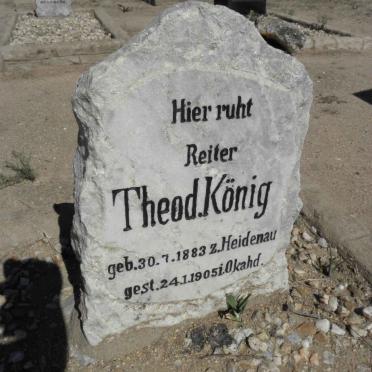 Hier ruht
Reiter
Theod. König
geb. 30.7.1883 z. Heidenau
gest. 24.1.1905 i. Okahd.